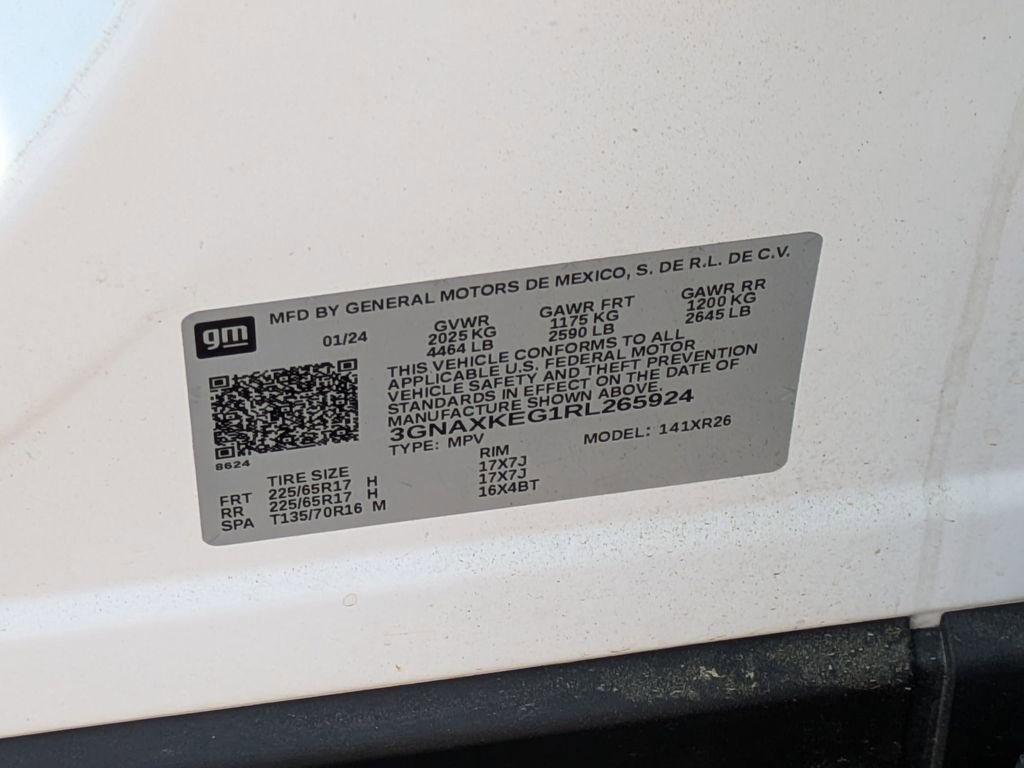 gm
MFD BY GENERAL MOTORS DE MEXICO, S. DE R.L. DE C.V.
01/24 GVWR GAWR FRT GAWR RR
2025 KG 1175 KG 1200 KG
4464 LB 2590 LB 2645 LB
THIS VEHICLE CONFORMS TO ALL
APPLICABLE U.S. FEDERAL MOTOR
VEHICLE SAFETY AND THEFT PREVENTION
STANDARDS IN EFFECT ON THE DATE OF
MANUFACTURE SHOWN ABOVE.
3GNAXKEG1RL265924
TYPE: MPV MODEL: 141XR26
8624
TIRE SIZE RIM
FRT 225/65R17 H 17X7J
RR 225/65R17 H 17X7J
SPA T135/70R16 M 16X4BT